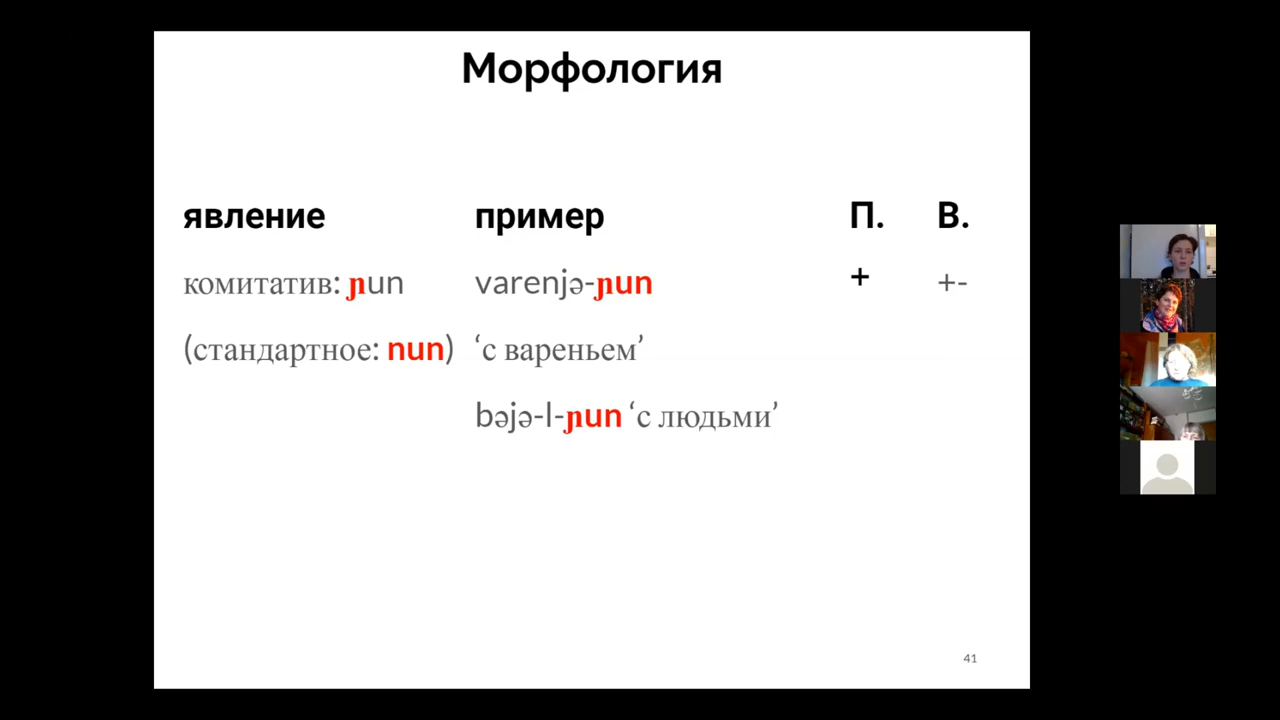 Морфология
явление пример П. В.
комитатив: ɲun varenjə-ɲun + +-
(стандартное: nun) ‘с вареньем’
bəjə-l-ɲun ‘с людьми’
41